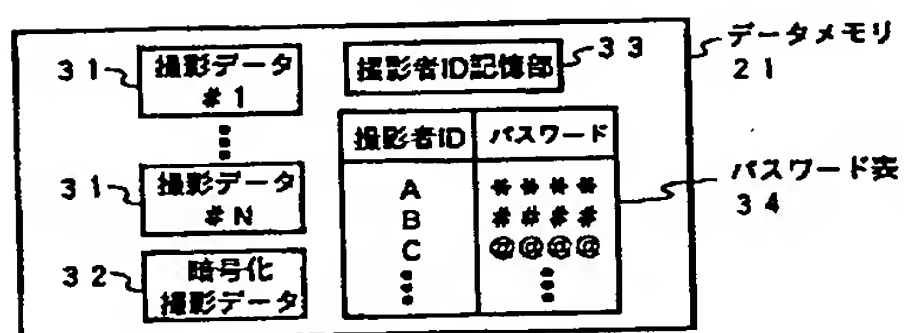 31
撮影データ
#1
31
撮影データ
#N
32
暗号化
撮影データ
撮影者ID記憶部
33
撮影者ID パスワード
A ****
B ####
C @@@@
データメモリ
21
パスワード表
34